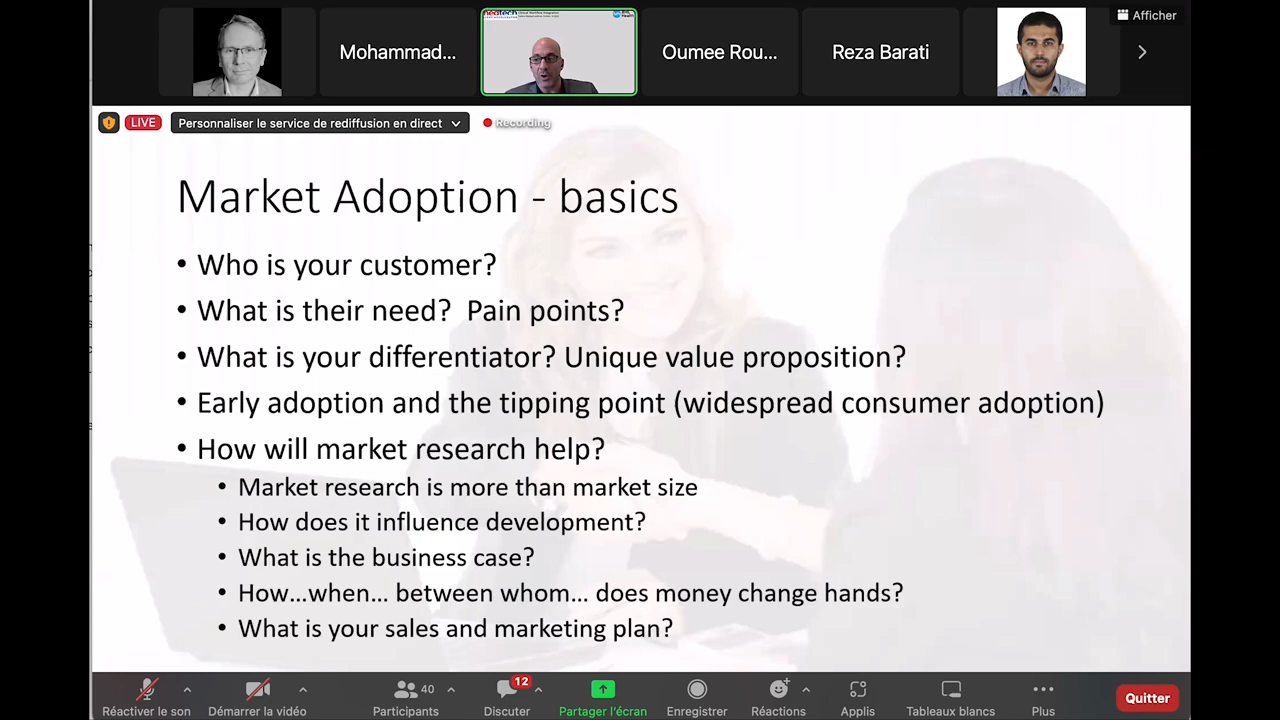 Afficher
Mohammad...
Oumee Rou...
Reza Barati
LIVE
Personnaliser le service de rediffusion en direct
Recording
Market Adoption - basics
• Who is your customer?
• What is their need?  Pain points?
• What is your differentiator? Unique value proposition?
• Early adoption and the tipping point (widespread consumer adoption)
• How will market research help?
• Market research is more than market size
• How does it influence development?
• What is the business case?
• How...when... between whom... does money change hands?
• What is your sales and marketing plan?
40
12
Réactiver le son
Démarrer la vidéo
Participants
Discuter
Partager l'écran
Enregistrer
Réactions
Applis
Tableaux blancs
Plus
Quitter